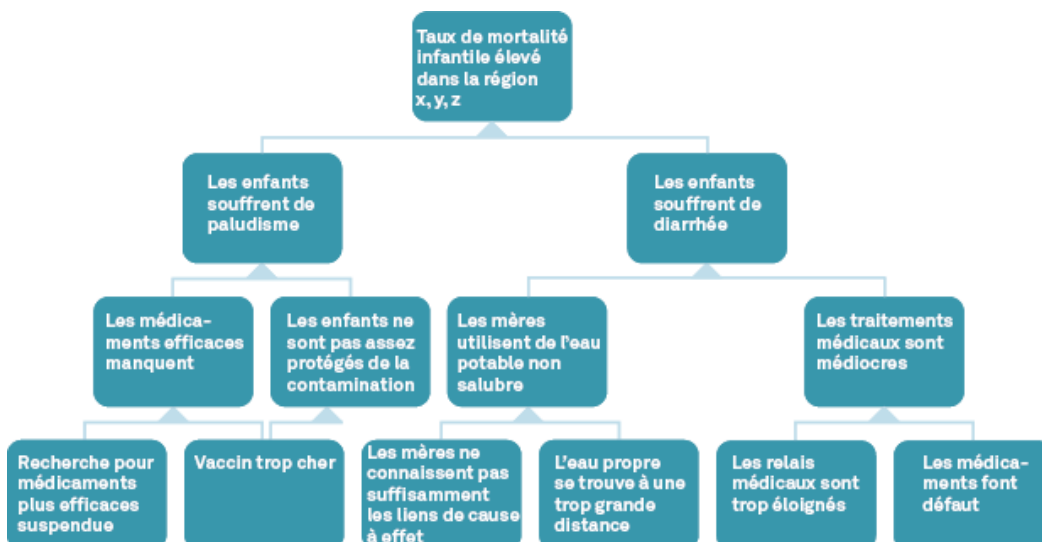 Taux de mortalité
infantile élevé
dans la région
x, y, z
Les enfants
souffrent de
paludisme
Les enfants
souffrent de
diarrhée
Les médica-
ments efficaces
manquent
Les enfants ne
sont pas assez
protégés de la
contamination
Les mères
utilisent de l'eau
potable non
salubre
Les traitements
médicaux sont
médiocres
Recherche pour
médicaments
plus efficaces
suspendue
Vaccin trop cher
Les mères ne
connaissent pas
suffisamment
les liens de cause
à effet
L'eau propre
se trouve à une
trop grande
distance
Les relais
médicaux sont
trop éloignés
Les médica-
ments font
défaut